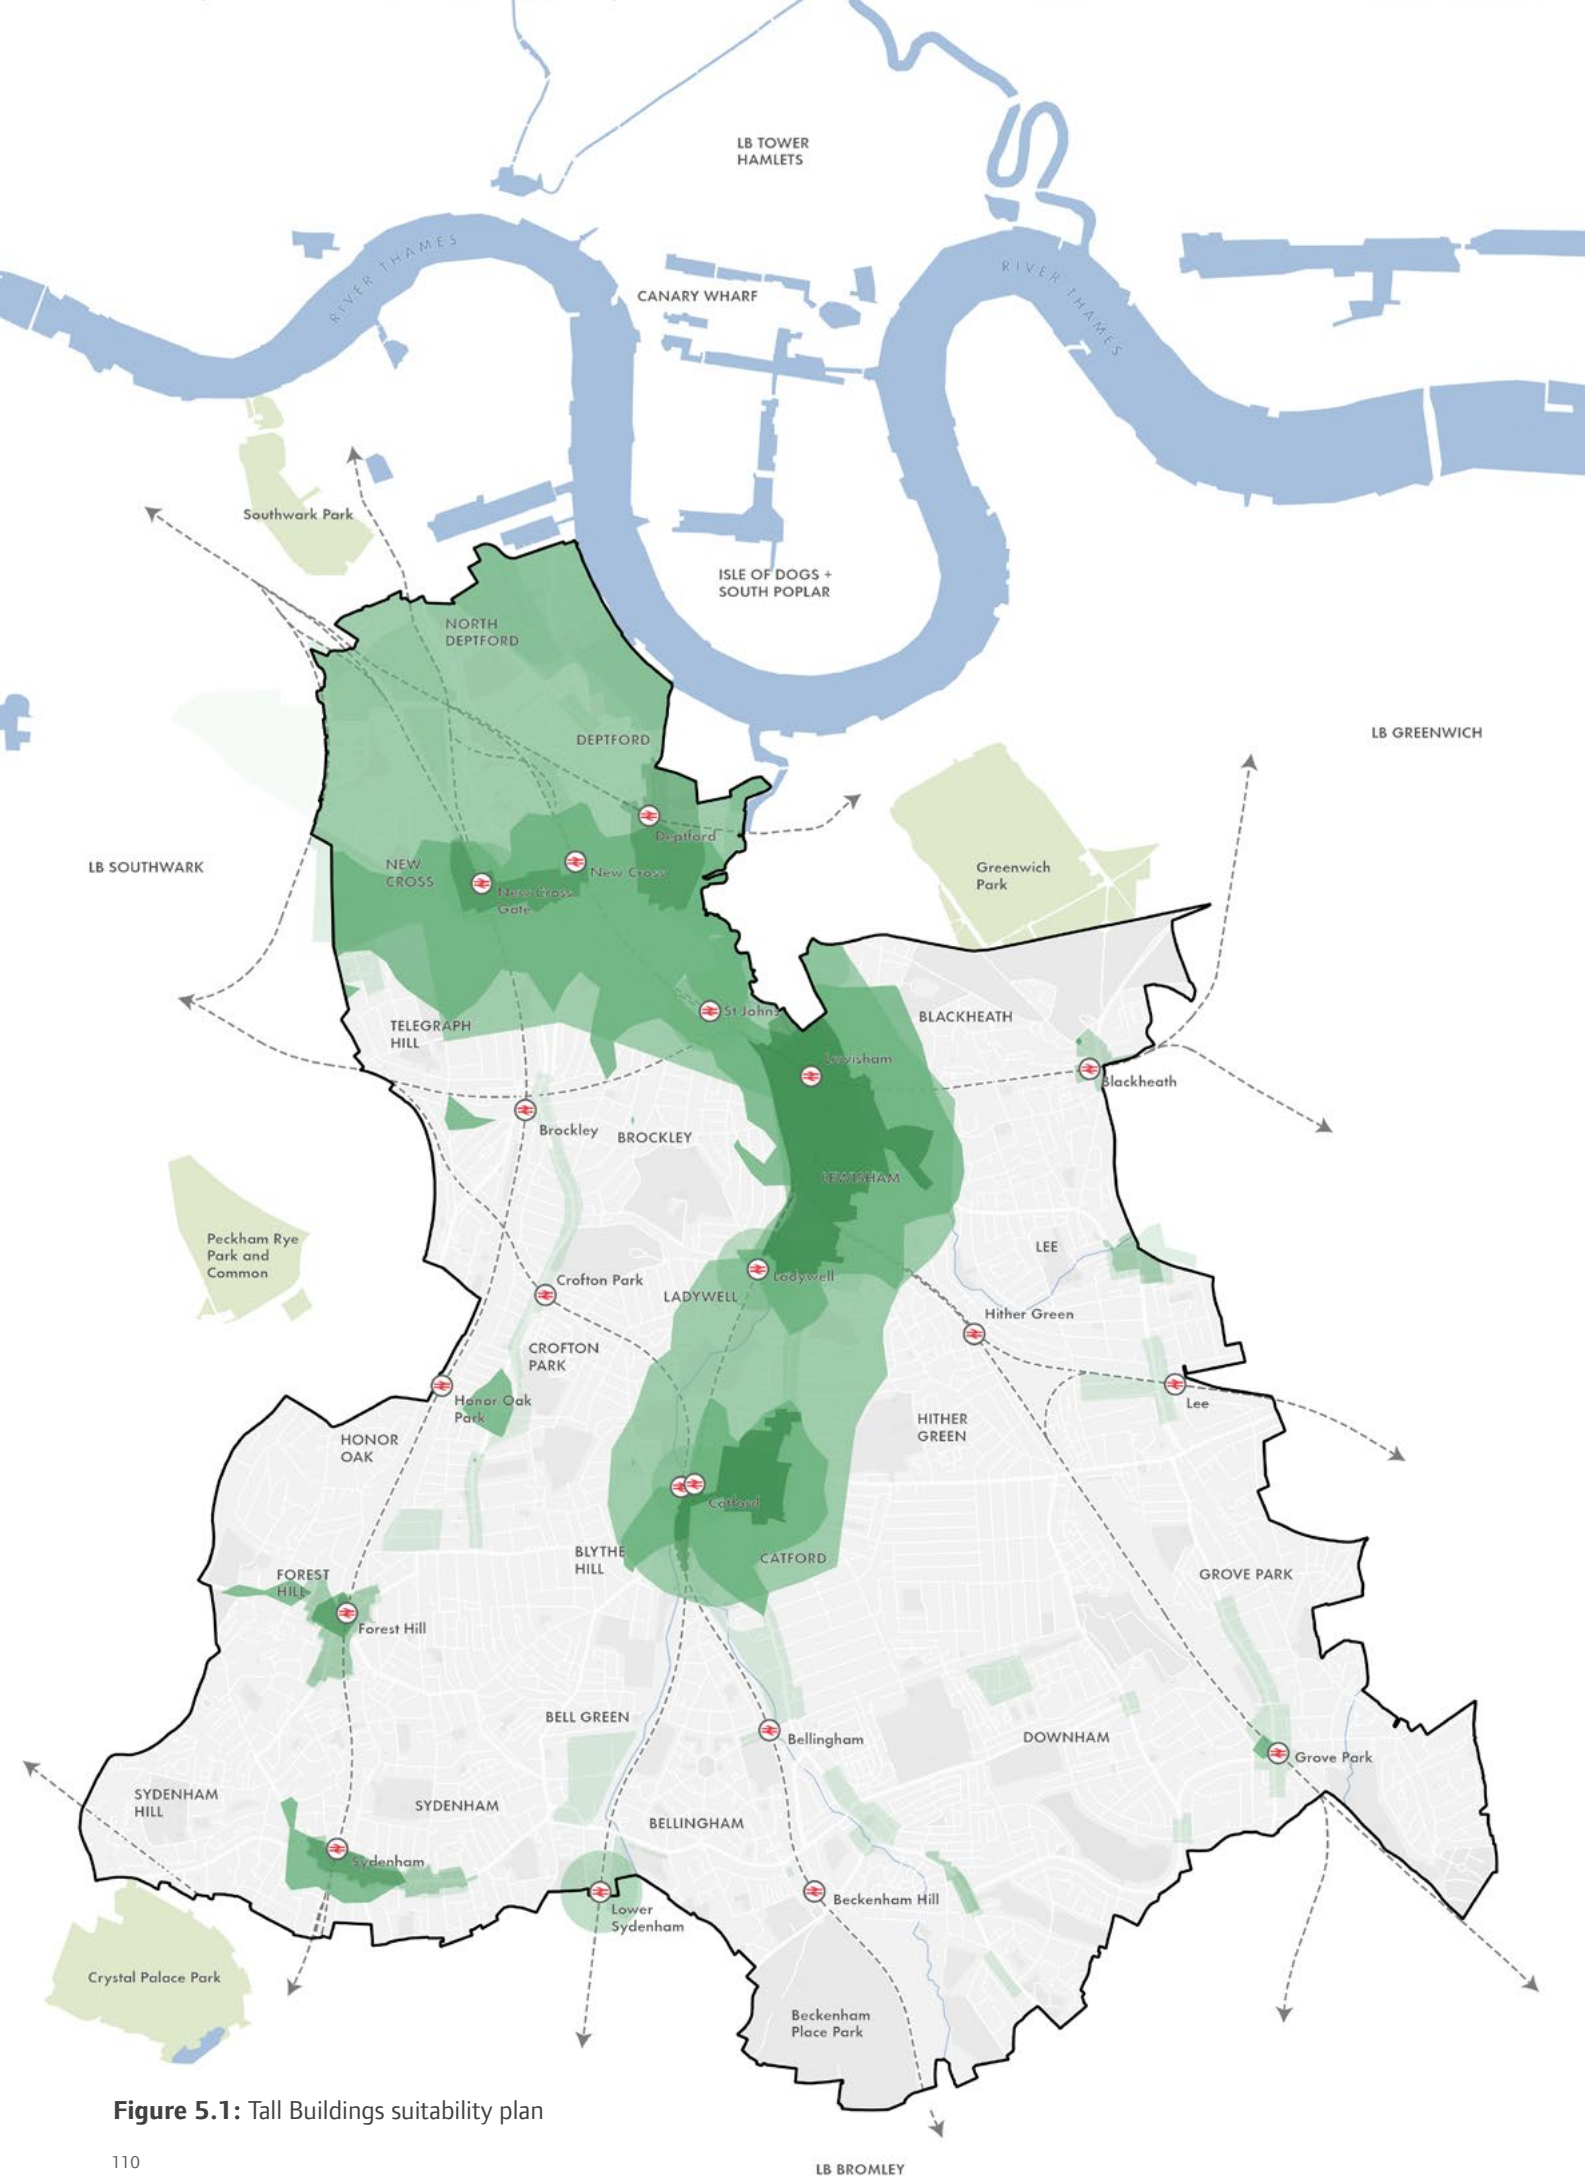 LB TOWER
HAMLETS
RIVER THAMES
RIVER THAMES
CANARY WHARF
Southwark Park
ISLE OF DOGS +
SOUTH POPLAR
NORTH
DEPTFORD
DEPTFORD
LB GREENWICH
Deptford
LB SOUTHWARK
NEW
CROSS
New Cross
New Cross
Gate
Greenwich
Park
St Johns
BLACKHEATH
TELEGRAPH
HILL
Lewisham
Blackheath
Brockley
BROCKLEY
LEWISHAM
Peckham Rye
Park and
Common
LEE
Crofton Park
Ladywell
LADYWELL
Hither Green
CROFTON
PARK
Honor Oak
Park
Lee
HITHER
GREEN
HONOR
OAK
Catford
BLYTHE
HILL
CATFORD
FOREST
HILL
GROVE PARK
Forest Hill
BELL GREEN
Bellingham
DOWNHAM
Grove Park
SYDENHAM
HILL
SYDENHAM
BELLINGHAM
Sydenham
Beckenham Hill
Lower
Sydenham
Crystal Palace Park
Beckenham
Place Park
Figure 5.1: Tall Buildings suitability plan
110
LB BROMLEY